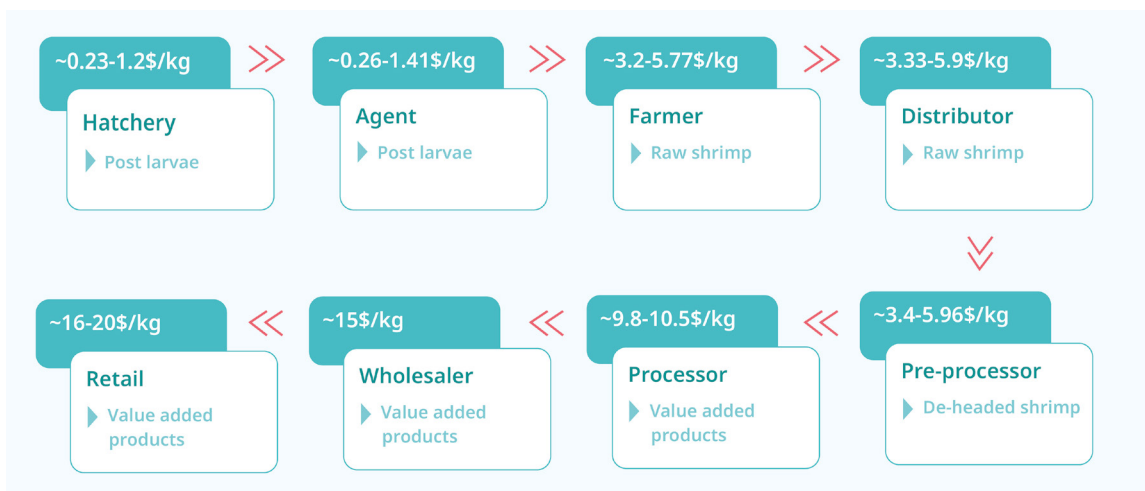 ~0.23-1.2$/kg
Hatchery
Post larvae
~0.26-1.41$/kg
Agent
Post larvae
~3.2-5.77$/kg
Farmer
Raw shrimp
~3.33-5.9$/kg
Distributor
Raw shrimp
~3.4-5.96$/kg
Pre-processor
De-headed shrimp
~9.8-10.5$/kg
Processor
Value added
products
~15$/kg
Wholesaler
Value added
products
~16-20$/kg
Retail
Value added
products